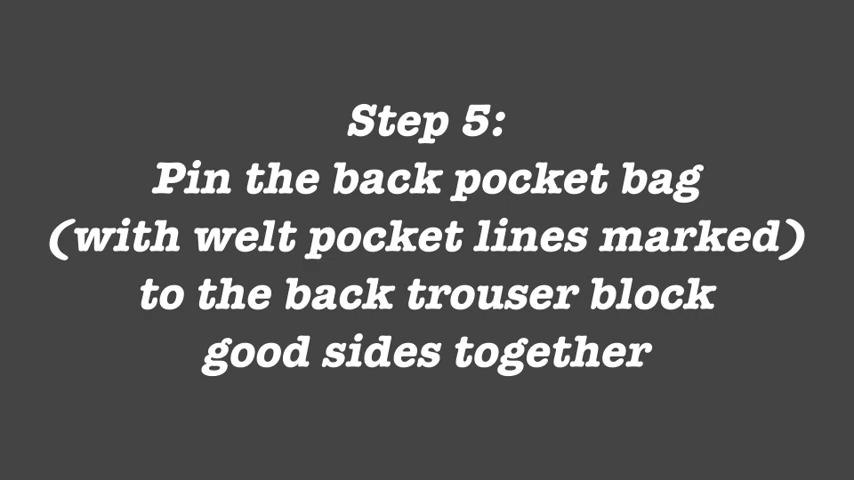 Step 5:
Pin the back pocket bag
(with welt pocket lines marked)
to the back trouser block
good sides together